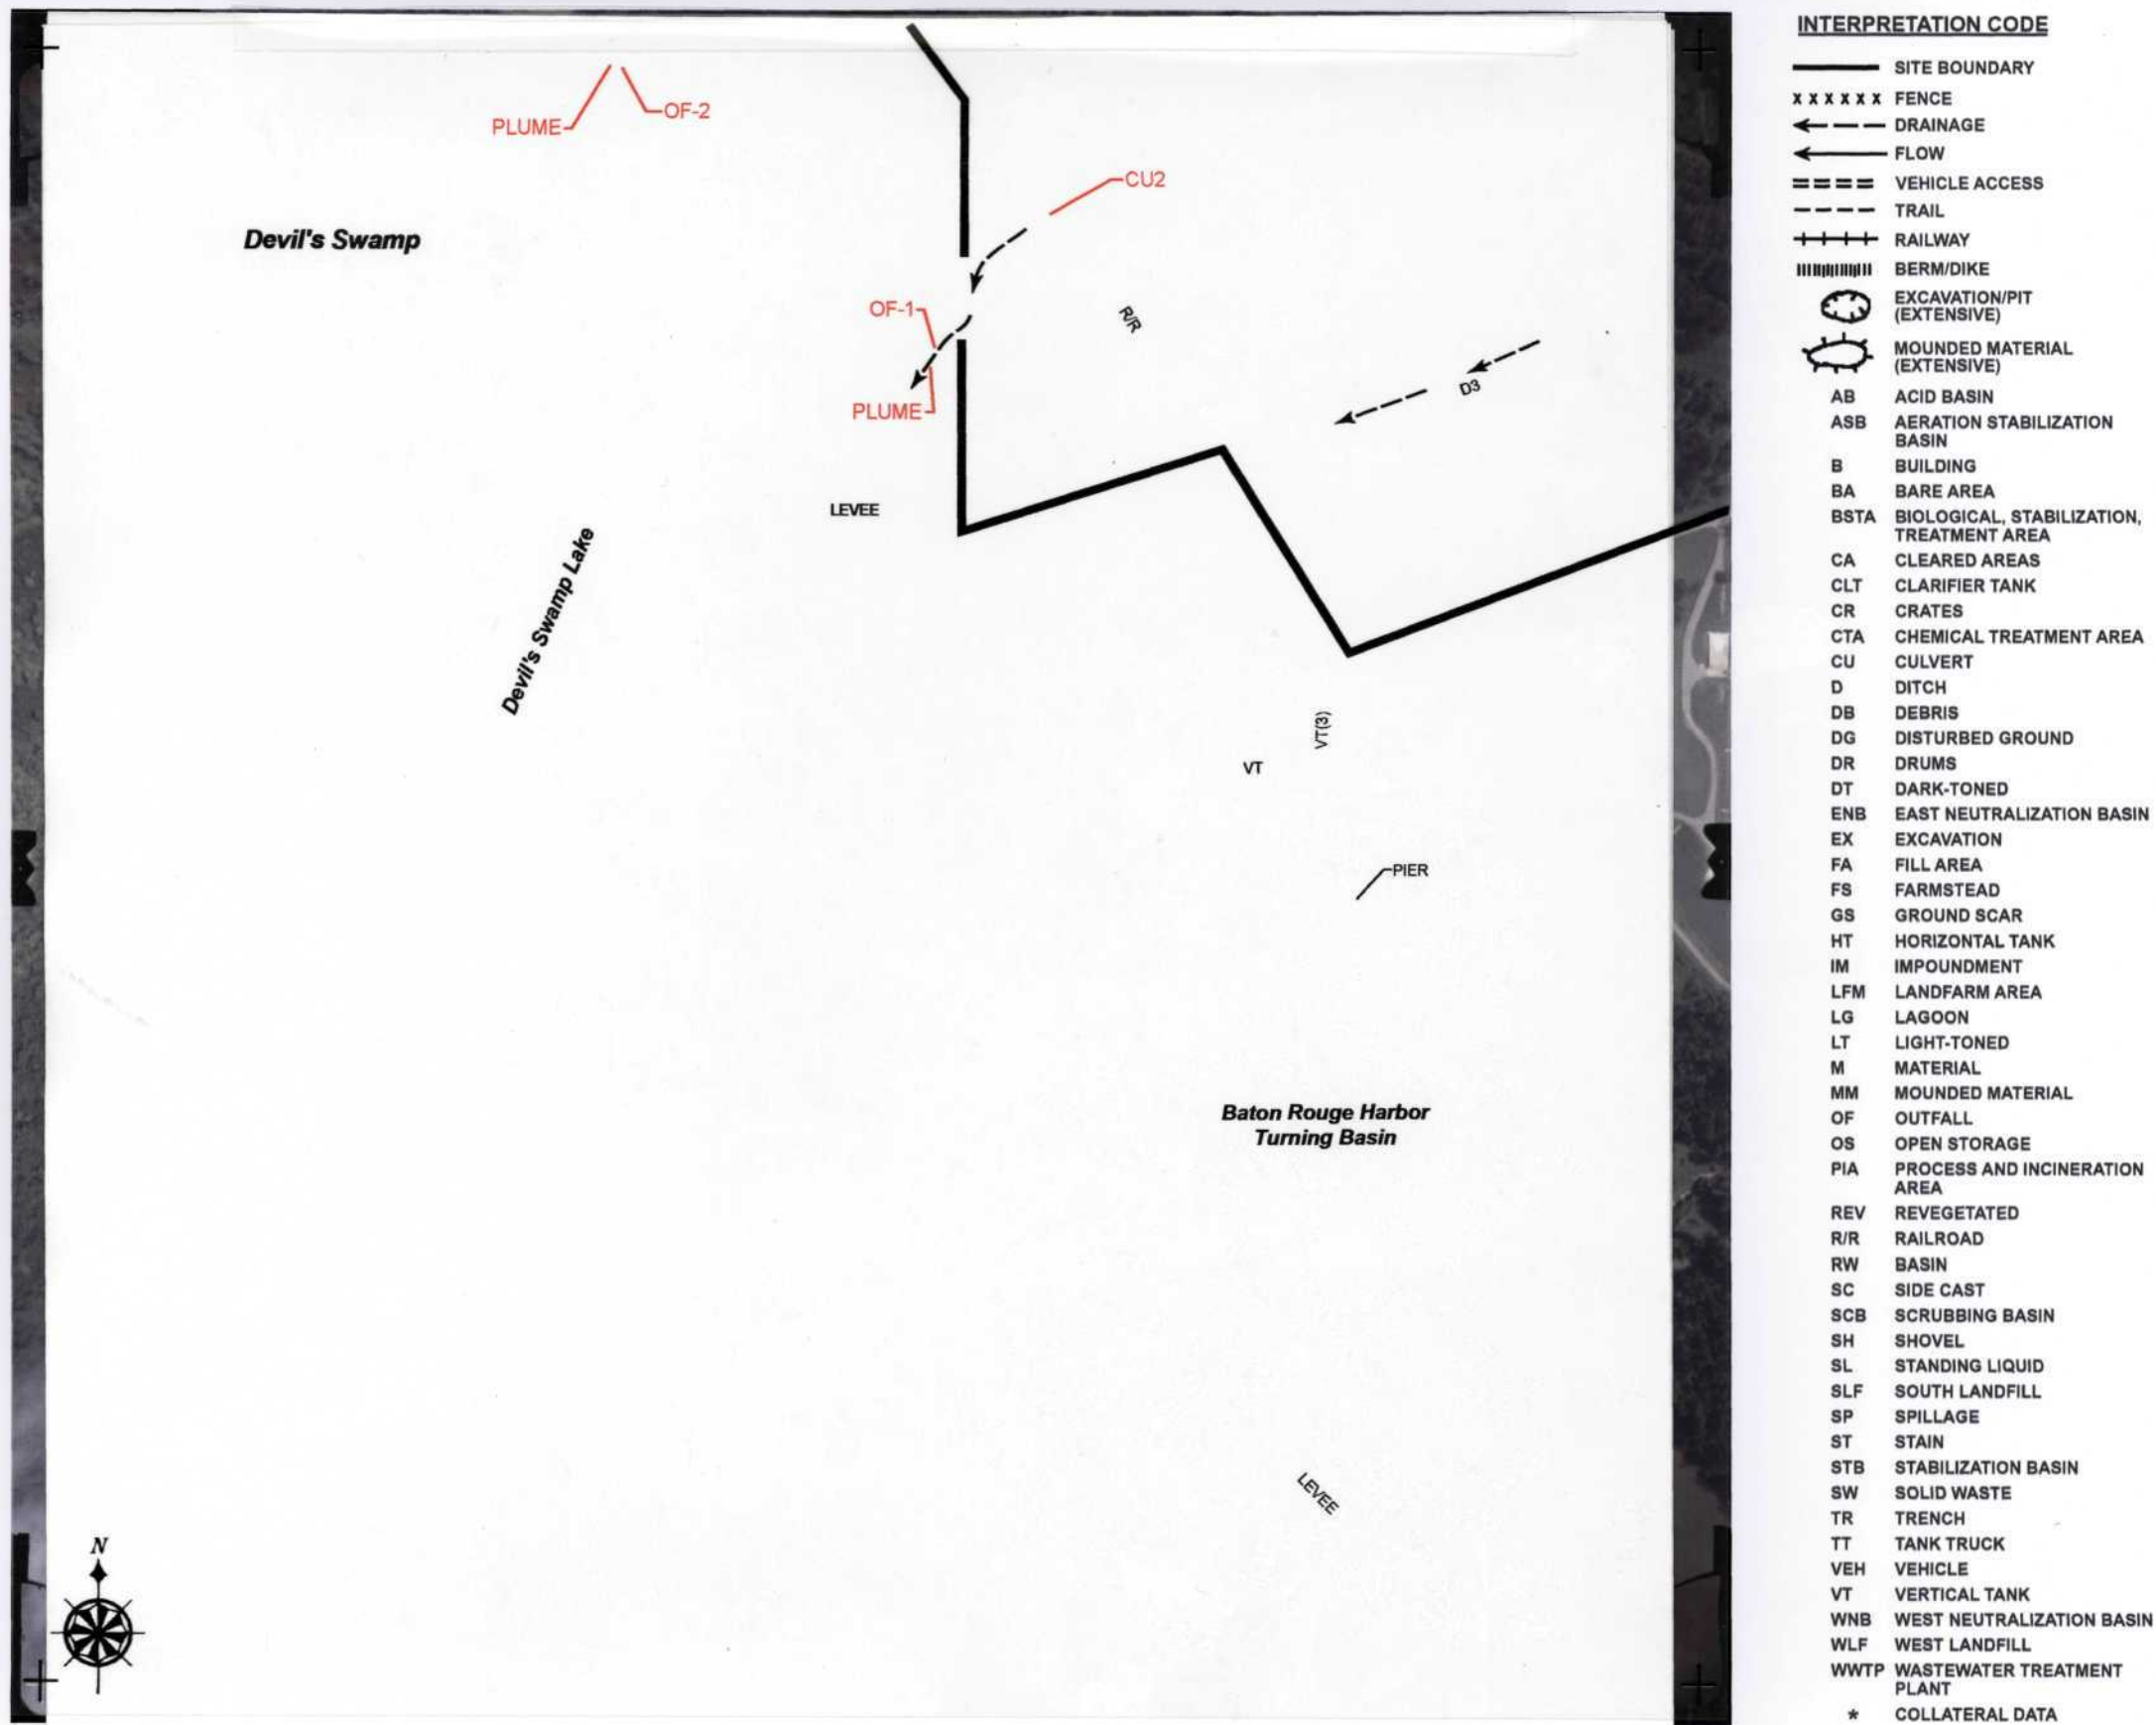 PLUME
OF-2
CU2
Devil's Swamp
OF-1
R/R
D3
PLUME
LEVEE
Devil's Swamp Lake
VT(3)
VT
PIER
Baton Rouge Harbor
Turning Basin
LEVEE
N
INTERPRETATION CODE
SITE BOUNDARY
x x x x x x FENCE
DRAINAGE
FLOW
VEHICLE ACCESS
TRAIL
RAILWAY
BERM/DIKE
EXCAVATION/PIT
(EXTENSIVE)
MOUNDED MATERIAL
(EXTENSIVE)
AB ACID BASIN
ASB AERATION STABILIZATION
BASIN
B BUILDING
BA BARE AREA
BSTA BIOLOGICAL, STABILIZATION,
TREATMENT AREA
CA CLEARED AREAS
CLT CLARIFIER TANK
CR CRATES
CTA CHEMICAL TREATMENT AREA
CU CULVERT
D DITCH
DB DEBRIS
DG DISTURBED GROUND
DR DRUMS
DT DARK-TONED
ENB EAST NEUTRALIZATION BASIN
EX EXCAVATION
FA FILL AREA
FS FARMSTEAD
GS GROUND SCAR
HT HORIZONTAL TANK
IM IMPOUNDMENT
LFM LANDFARM AREA
LG LAGOON
LT LIGHT-TONED
M MATERIAL
MM MOUNDED MATERIAL
OF OUTFALL
OS OPEN STORAGE
PIA PROCESS AND INCINERATION
AREA
REV REVEGETATED
R/R RAILROAD
RW BASIN
SC SIDE CAST
SCB SCRUBBING BASIN
SH SHOVEL
SL STANDING LIQUID
SLF SOUTH LANDFILL
SP SPILLAGE
ST STAIN
STB STABILIZATION BASIN
SW SOLID WASTE
TR TRENCH
TT TANK TRUCK
VEH VEHICLE
VT VERTICAL TANK
WNB WEST NEUTRALIZATION BASIN
WLF WEST LANDFILL
WWTP WASTEWATER TREATMENT
PLANT
* COLLATERAL DATA